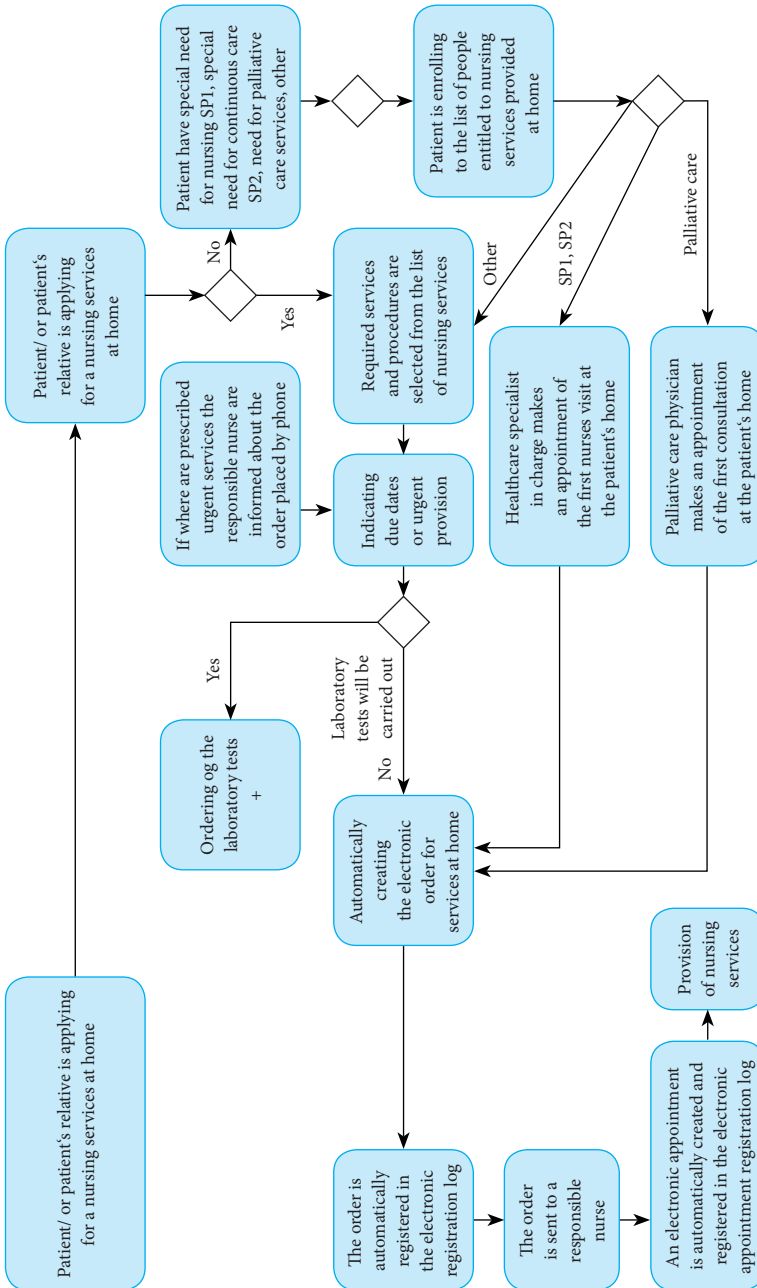 Patient/ or patient's relative is applying
for a nursing services at home
Patient/ or patient's
relative is applying
for a nursing services
at home
No
Yes
Patient have special need
for nursing SP1, special
need for continuous care
SP2, need for palliative
care services, other
Patient is enrolling
to the list of people
entitled to nursing
services provided
at home
Other
SP1, SP2
Palliative care
If where are prescribed
urgent services the
responsible nurse are
informed about the
order placed by phone
Required services
and procedures are
selected from the list
of nursing services
Indicating
due dates
or urgent
provision
Healthcare specialist
in charge makes
an appointment of
the first nurses visit at
the patient's home
Palliative care physician
makes an appointment
of the first consultation
at the patient's home
Yes
Laboratory
tests will be
carried out
No
Ordering og the
laboratory tests
+
Automatically
creating
the electronic
order for
services at home
The order is
automatically
registered in
the electronic
registration log
The order
is sent to a
responsible
nurse
An electronic appointment
is automatically created and
registered in the electronic
appointment registration log
Provision
of nursing
services